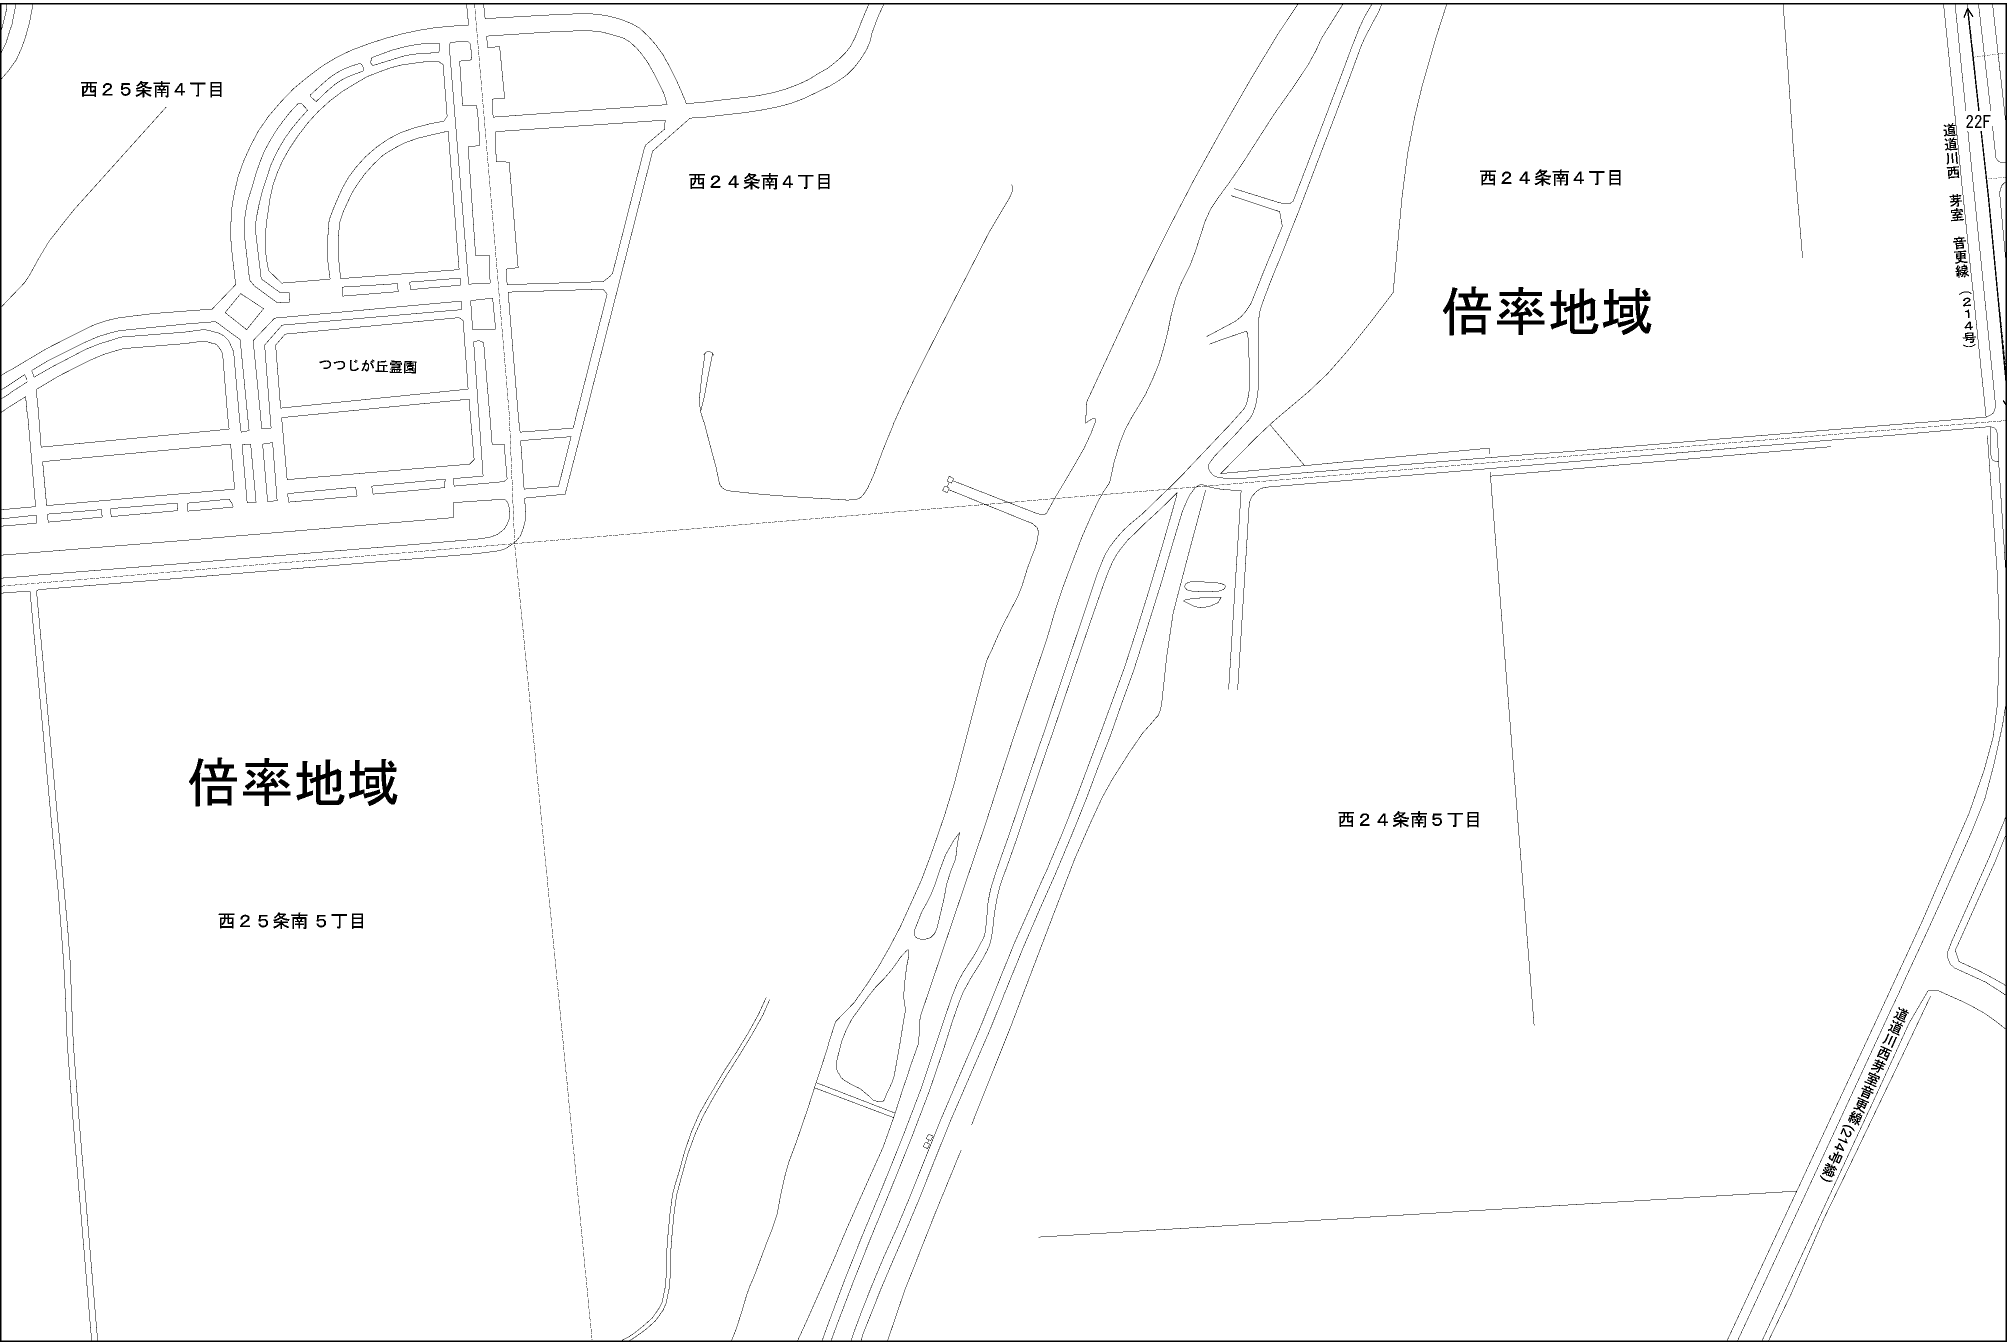 西２５条南４丁目
西２４条南４丁目
西２４条南４丁目
22F
道道川西　芽室　音更線　(２１４号)
倍率地域
つつじが丘霊園
倍率地域
西２４条南５丁目
西２５条南５丁目
道道川西芽室音更線(214号線)